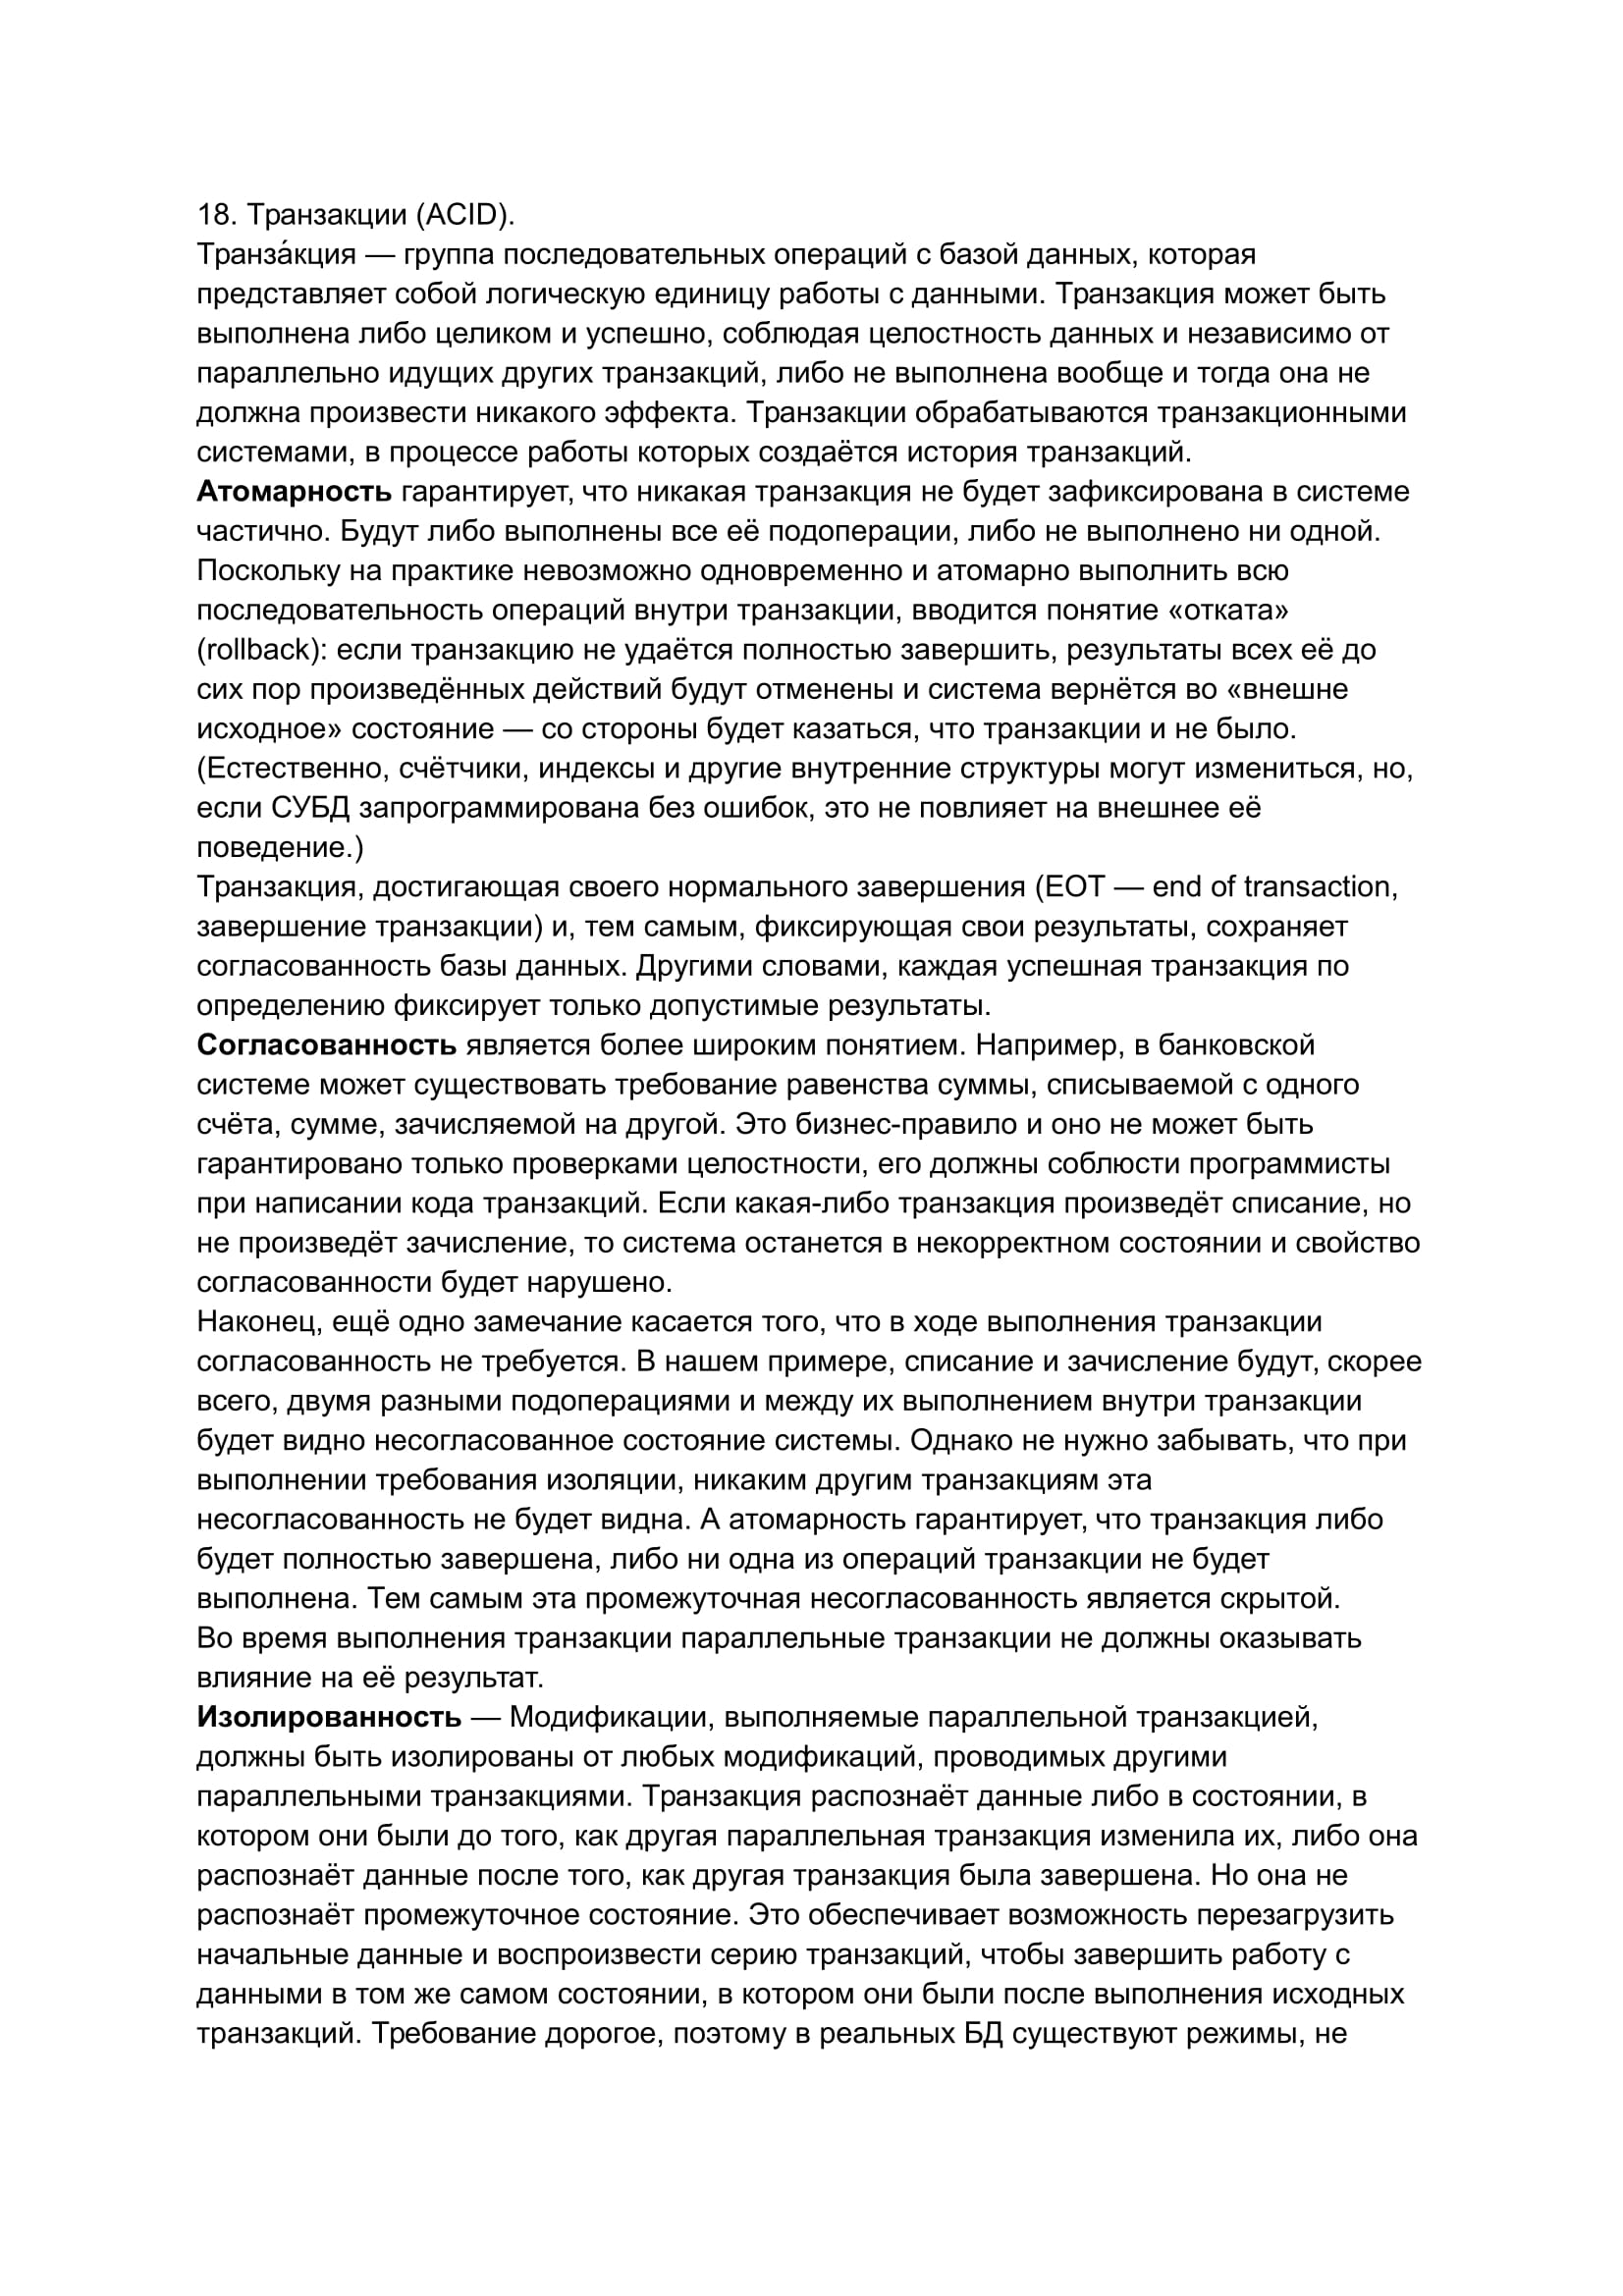 18. Транзакции (ACID).
Транза́кция — группа последовательных операций с базой данных, которая
представляет собой логическую единицу работы с данными. Транзакция может быть
выполнена либо целиком и успешно, соблюдая целостность данных и независимо от
параллельно идущих других транзакций, либо не выполнена вообще и тогда она не
должна произвести никакого эффекта. Транзакции обрабатываются транзакционными
системами, в процессе работы которых создаётся история транзакций.
Атомарность гарантирует, что никакая транзакция не будет зафиксирована в системе
частично. Будут либо выполнены все её подоперации, либо не выполнено ни одной.
Поскольку на практике невозможно одновременно и атомарно выполнить всю
последовательность операций внутри транзакции, вводится понятие «отката»
(rollback): если транзакцию не удаётся полностью завершить, результаты всех её до
сих пор произведённых действий будут отменены и система вернётся во «внешне
исходное» состояние — со стороны будет казаться, что транзакции и не было.
(Естественно, счётчики, индексы и другие внутренние структуры могут измениться, но,
если СУБД запрограммирована без ошибок, это не повлияет на внешнее её
поведение.)
Транзакция, достигающая своего нормального завершения (EOT — end of transaction,
завершение транзакции) и, тем самым, фиксирующая свои результаты, сохраняет
согласованность базы данных. Другими словами, каждая успешная транзакция по
определению фиксирует только допустимые результаты.
Согласованность является более широким понятием. Например, в банковской
системе может существовать требование равенства суммы, списываемой с одного
счёта, сумме, зачисляемой на другой. Это бизнес-правило и оно не может быть
гарантировано только проверками целостности, его должны соблюсти программисты
при написании кода транзакций. Если какая-либо транзакция произведёт списание, но
не произведёт зачисление, то система останется в некорректном состоянии и свойство
согласованности будет нарушено.
Наконец, ещё одно замечание касается того, что в ходе выполнения транзакции
согласованность не требуется. В нашем примере, списание и зачисление будут, скорее
всего, двумя разными подоперациями и между их выполнением внутри транзакции
будет видно несогласованное состояние системы. Однако не нужно забывать, что при
выполнении требования изоляции, никаким другим транзакциям эта
несогласованность не будет видна. А атомарность гарантирует, что транзакция либо
будет полностью завершена, либо ни одна из операций транзакции не будет
выполнена. Тем самым эта промежуточная несогласованность является скрытой.
Во время выполнения транзакции параллельные транзакции не должны оказывать
влияние на её результат.
Изолированность — Модификации, выполняемые параллельной транзакцией,
должны быть изолированы от любых модификаций, проводимых другими
параллельными транзакциями. Транзакция распознаёт данные либо в состоянии, в
котором они были до того, как другая параллельная транзакция изменила их, либо она
распознаёт данные после того, как другая транзакция была завершена. Но она не
распознаёт промежуточное состояние. Это обеспечивает возможность перезагрузить
начальные данные и воспроизвести серию транзакций, чтобы завершить работу с
данными в том же самом состоянии, в котором они были после выполнения исходных
транзакций. Требование дорогое, поэтому в реальных БД существуют режимы, не